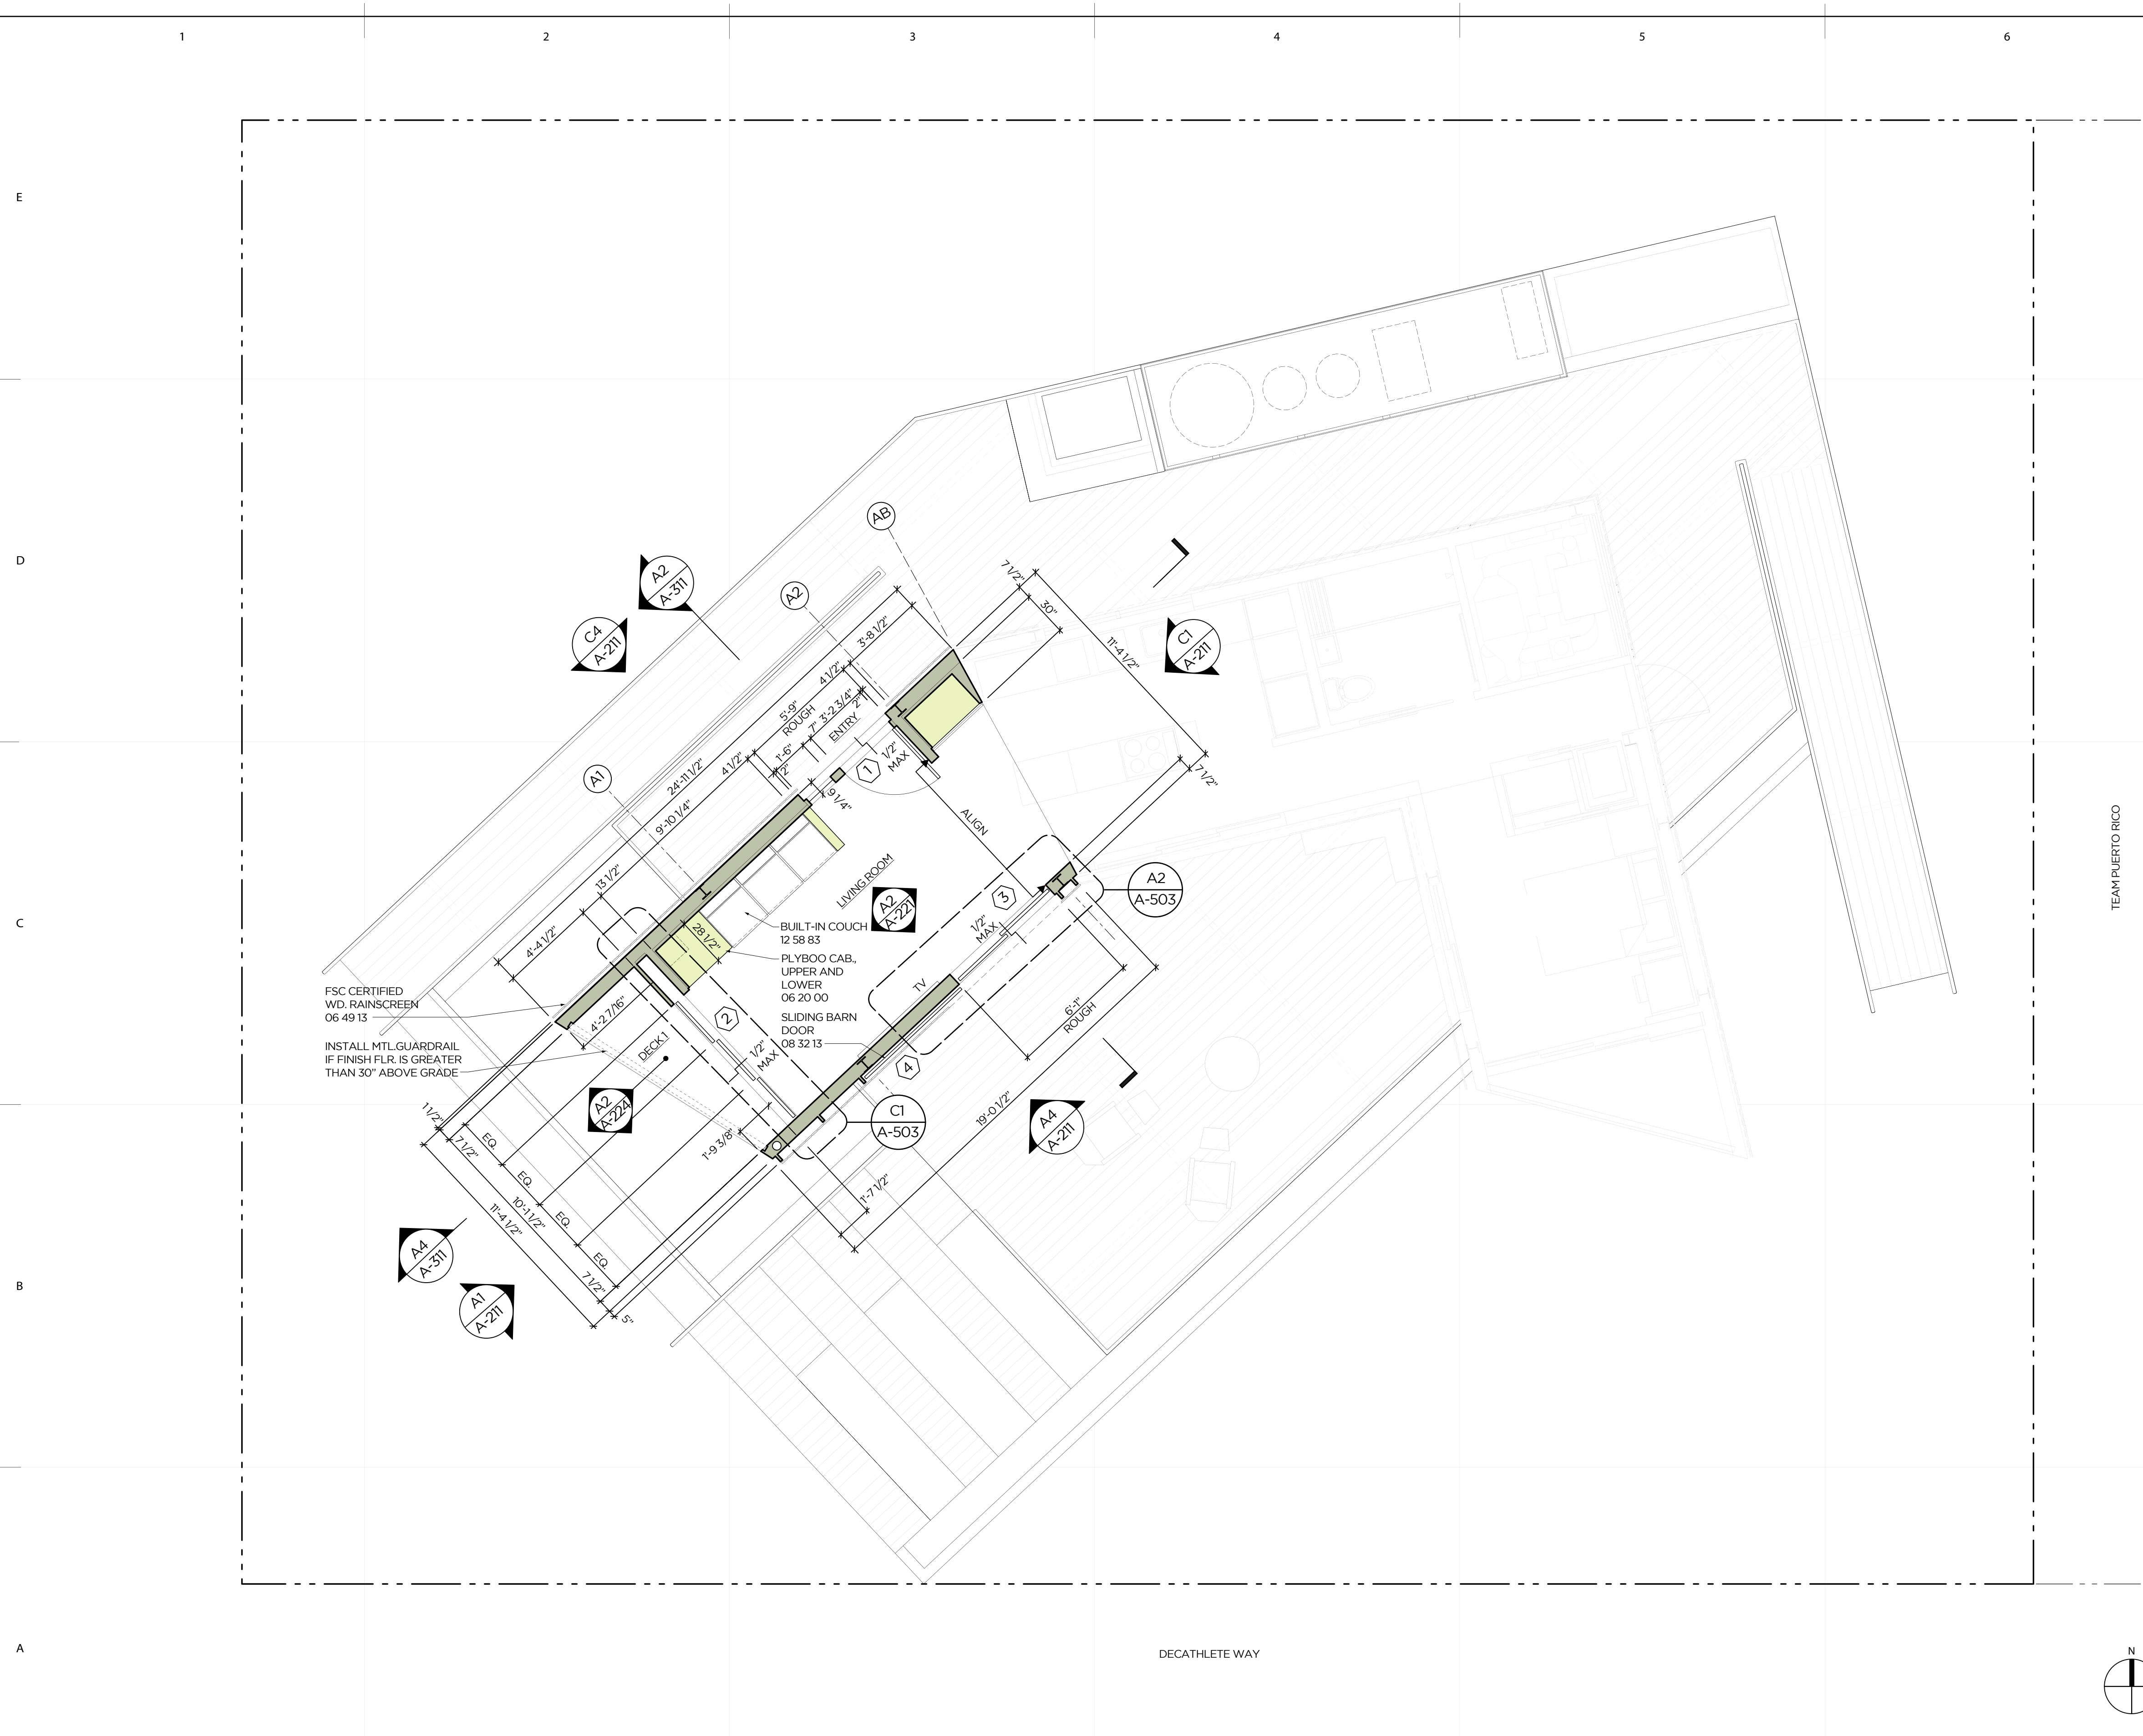 1
2
3
4
5
6
E
D
C
B
A
AB
A2
A-311
A2
C4
A-211
C1
A-211
A1
7 1/2"
30"
11'-4 1/2"
7 1/2"
3'-8 1/2"
4 1/2"
5'-9"
ROUGH
7"
3'-2 3/4"
2"
ENTRY
1'-6"
2"
4 1/2"
24'-11 1/2"
9'-10 1/4"
13 1/2"
4'-4 1/2"
1
1/2"
MAX
9 1/4"
ALIGN
LIVING ROOM
A2
A-221
3
1/2"
MAX
A2
A-503
BUILT-IN COUCH
12 58 83
28 1/2"
PLYBOO CAB.,
UPPER AND
LOWER
06 20 00
SLIDING BARN
DOOR
08 32 13
TV
4
6'-1"
ROUGH
FSC CERTIFIED
WD. RAINSCREEN
06 49 13
INSTALL MTL.GUARDRAIL
IF FINISH FLR. IS GREATER
THAN 30" ABOVE GRADE
4'-2 7/16"
DECK 1
2
1/2"
MAX
A2
A-224
C1
A-503
A4
A-211
19'-0 1/2"
1'-9 3/8"
1'-7 1/2"
1 1/2"
7 1/2"
EQ.
EQ.
EQ.
EQ.
10'-1 1/2"
11'-4 1/2"
7 1/2"
5"
A4
A-311
A1
A-211
TEAM PUERTO RICO
DECATHLETE WAY
N